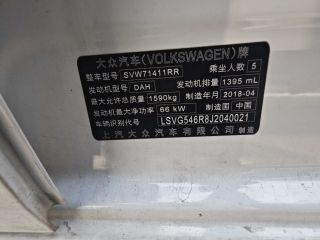 大众汽车(VOLKSWAGEN)牌
整车型号 SVW71411RR 乘坐人数 5
发动机型号 DAH 发动机排量 1395 mL
最大允许总质量 1590kg 制造年月 2018-04
发动机最大净功率 66 kW 制造国 中国
车辆识别代号 LSVG546R8J2040021
上汽大众汽车有限公司 制造